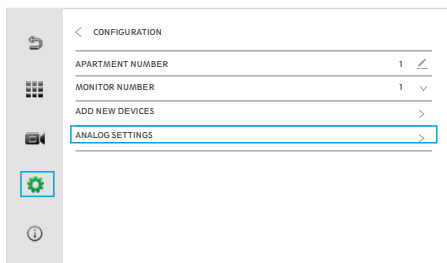 CONFIGURATION
APARTMENT NUMBER 1
MONITOR NUMBER 1
ADD NEW DEVICES
ANALOG SETTINGS